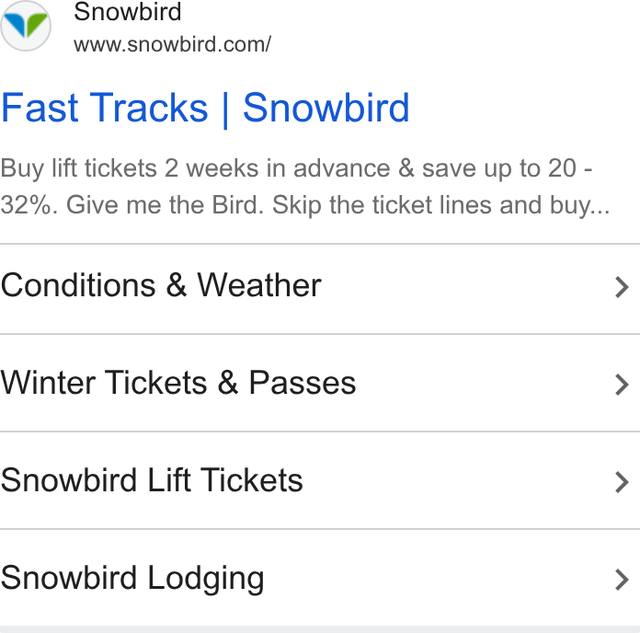 Snowbird
www.snowbird.com/
Fast Tracks | Snowbird
Buy lift tickets 2 weeks in advance & save up to 20 -
32%. Give me the Bird. Skip the ticket lines and buy...
Conditions & Weather
Winter Tickets & Passes
Snowbird Lift Tickets
Snowbird Lodging